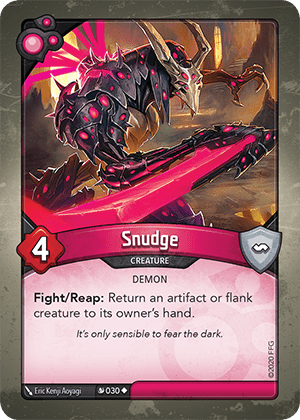 4
Snudge
CREATURE
DEMON
Fight/Reap: Return an artifact or flank
creature to its owner's hand.
It's only sensible to fear the dark.
Eric Kenji Aoyagi
030
©2020 FFG